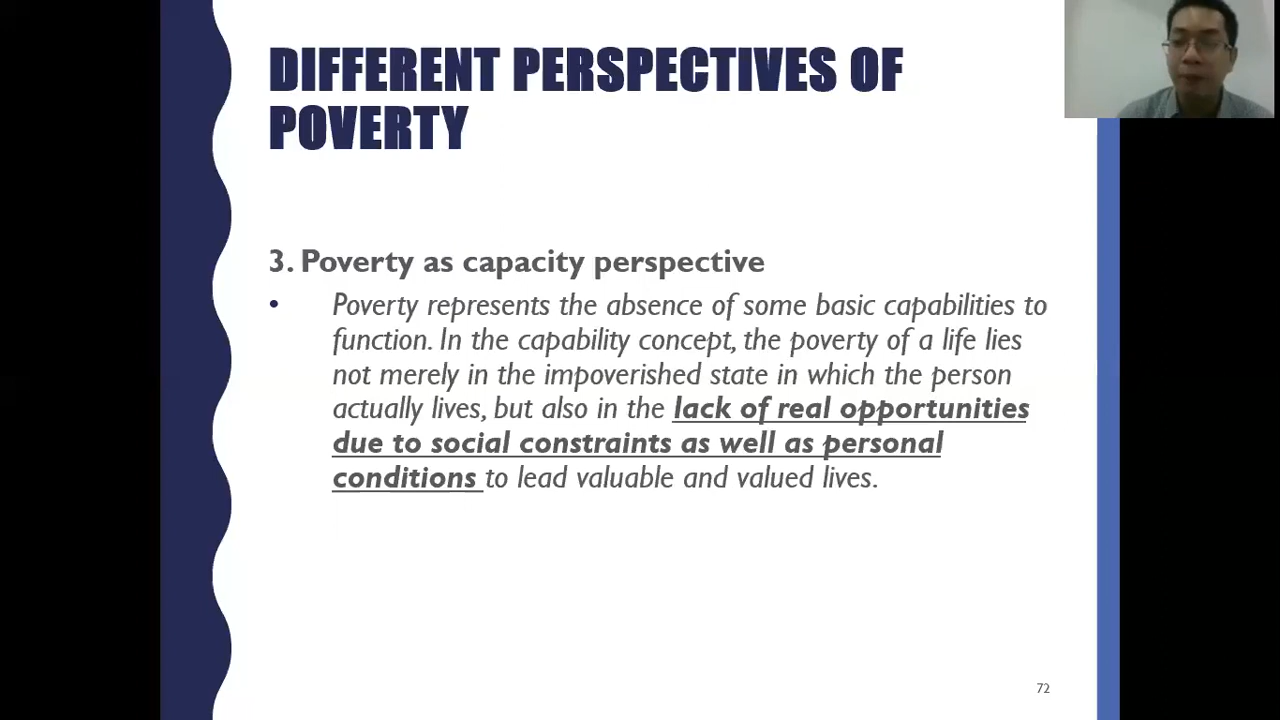 DIFFERENT PERSPECTIVES OF
POVERTY
3. Poverty as capacity perspective
• Poverty represents the absence of some basic capabilities to
function. In the capability concept, the poverty of a life lies
not merely in the impoverished state in which the person
actually lives, but also in the lack of real opportunities
due to social constraints as well as personal
conditions to lead valuable and valued lives.
72